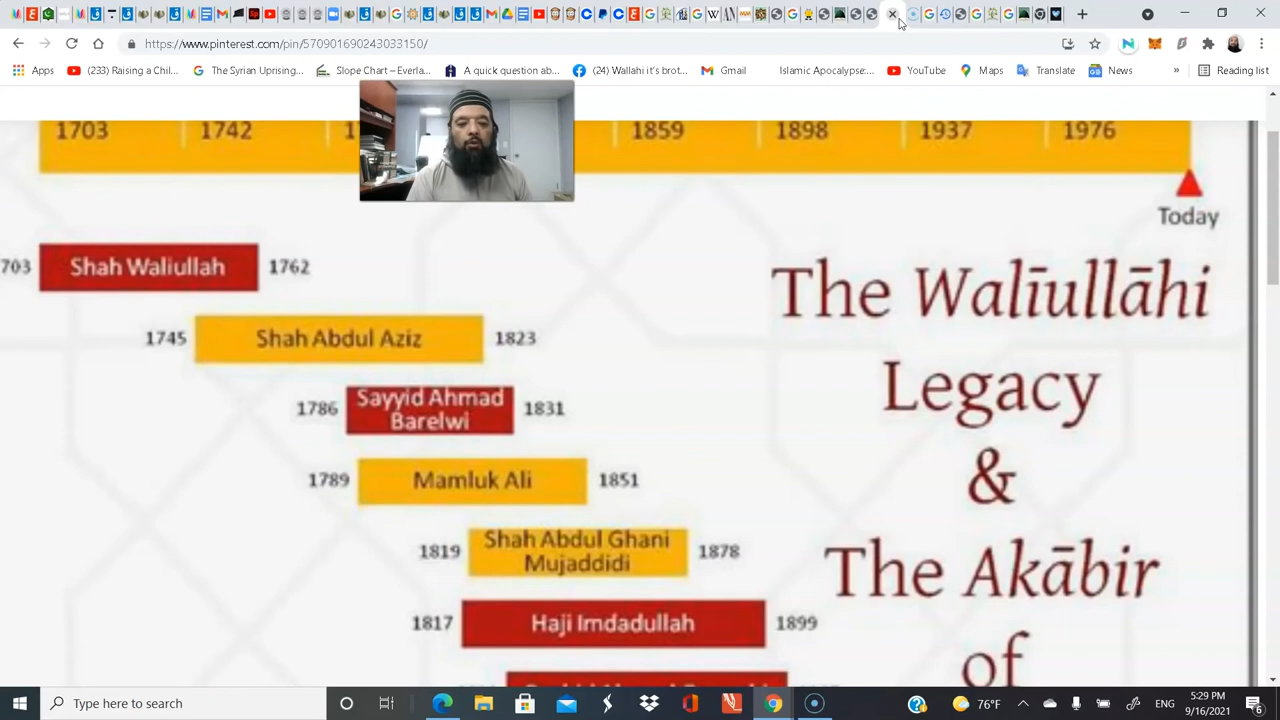 https://www.pinterest.com/pin/570901690243033150/
Apps
(233) Raising a Chil...
The Syrian Uprising...
Slope Chart – Everla...
A quick question ab...
(24) Wallahi it's brot...
Gmail
Islamic Apocalypse:...
YouTube
Maps
Translate
News
»
Reading list
1703 1742 1 1859 1898 1937 1976
Today
703 Shah Waliullah 1762
1745 Shah Abdul Aziz 1823
1786 Sayyid Ahmad Barelwi 1831
1789 Mamluk Ali 1851
1819 Shah Abdul Ghani Mujaddidi 1878
1817 Haji Imdadullah 1899
The Walīullāhi
Legacy
&
The Akābir
of
Type here to search
76°F
ENG
5:29 PM
9/16/2021
6